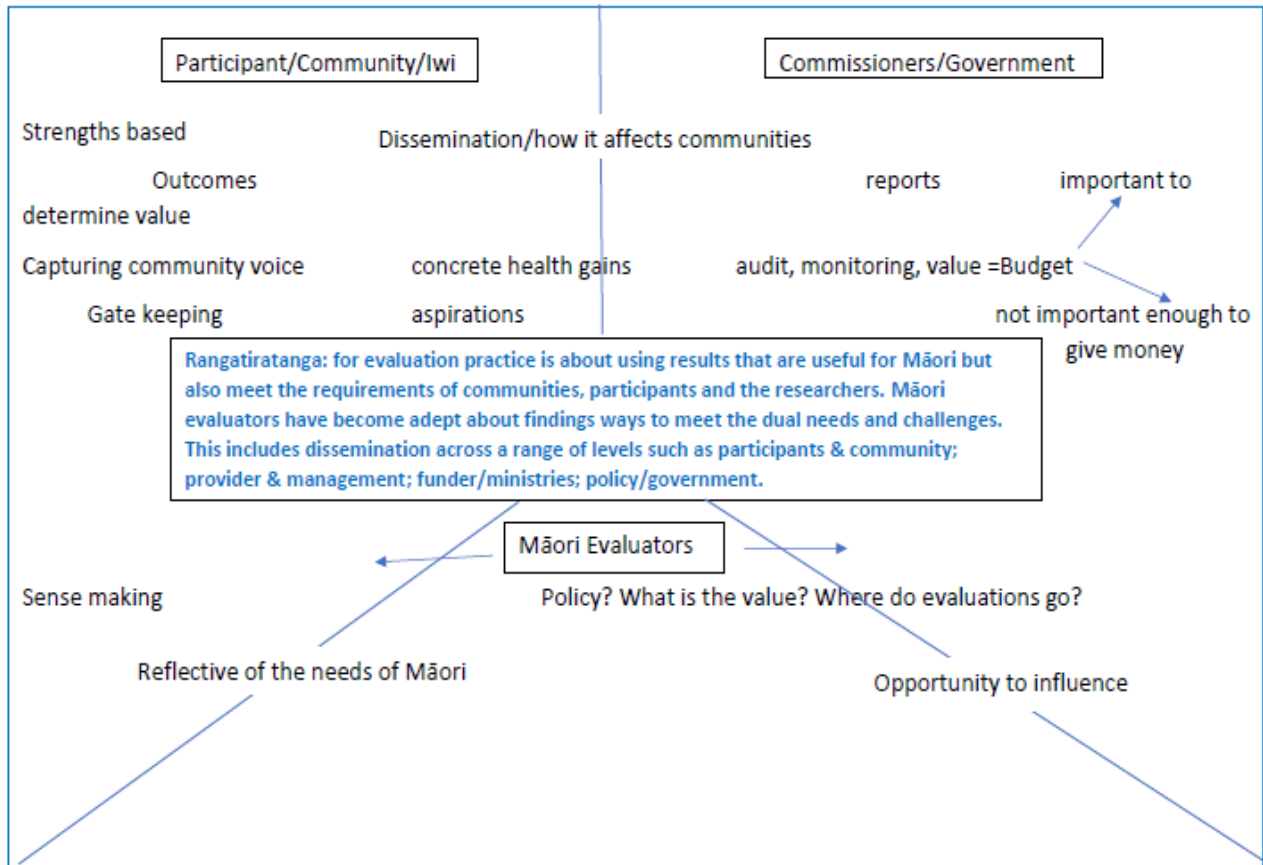 Participant/Community/Iwi
Commissioners/Government
Strengths based
Dissemination/how it affects communities
Outcomes
reports
important to
determine value
Capturing community voice
concrete health gains
audit, monitoring, value =Budget
Gate keeping
aspirations
not important enough to
give money
Rangatiratanga: for evaluation practice is about using results that are useful for Māori but
also meet the requirements of communities, participants and the researchers. Māori
evaluators have become adept about findings ways to meet the dual needs and challenges.
This includes dissemination across a range of levels such as participants & community;
provider & management; funder/ministries; policy/government.
Māori Evaluators
Sense making
Policy? What is the value? Where do evaluations go?
Reflective of the needs of Māori
Opportunity to influence